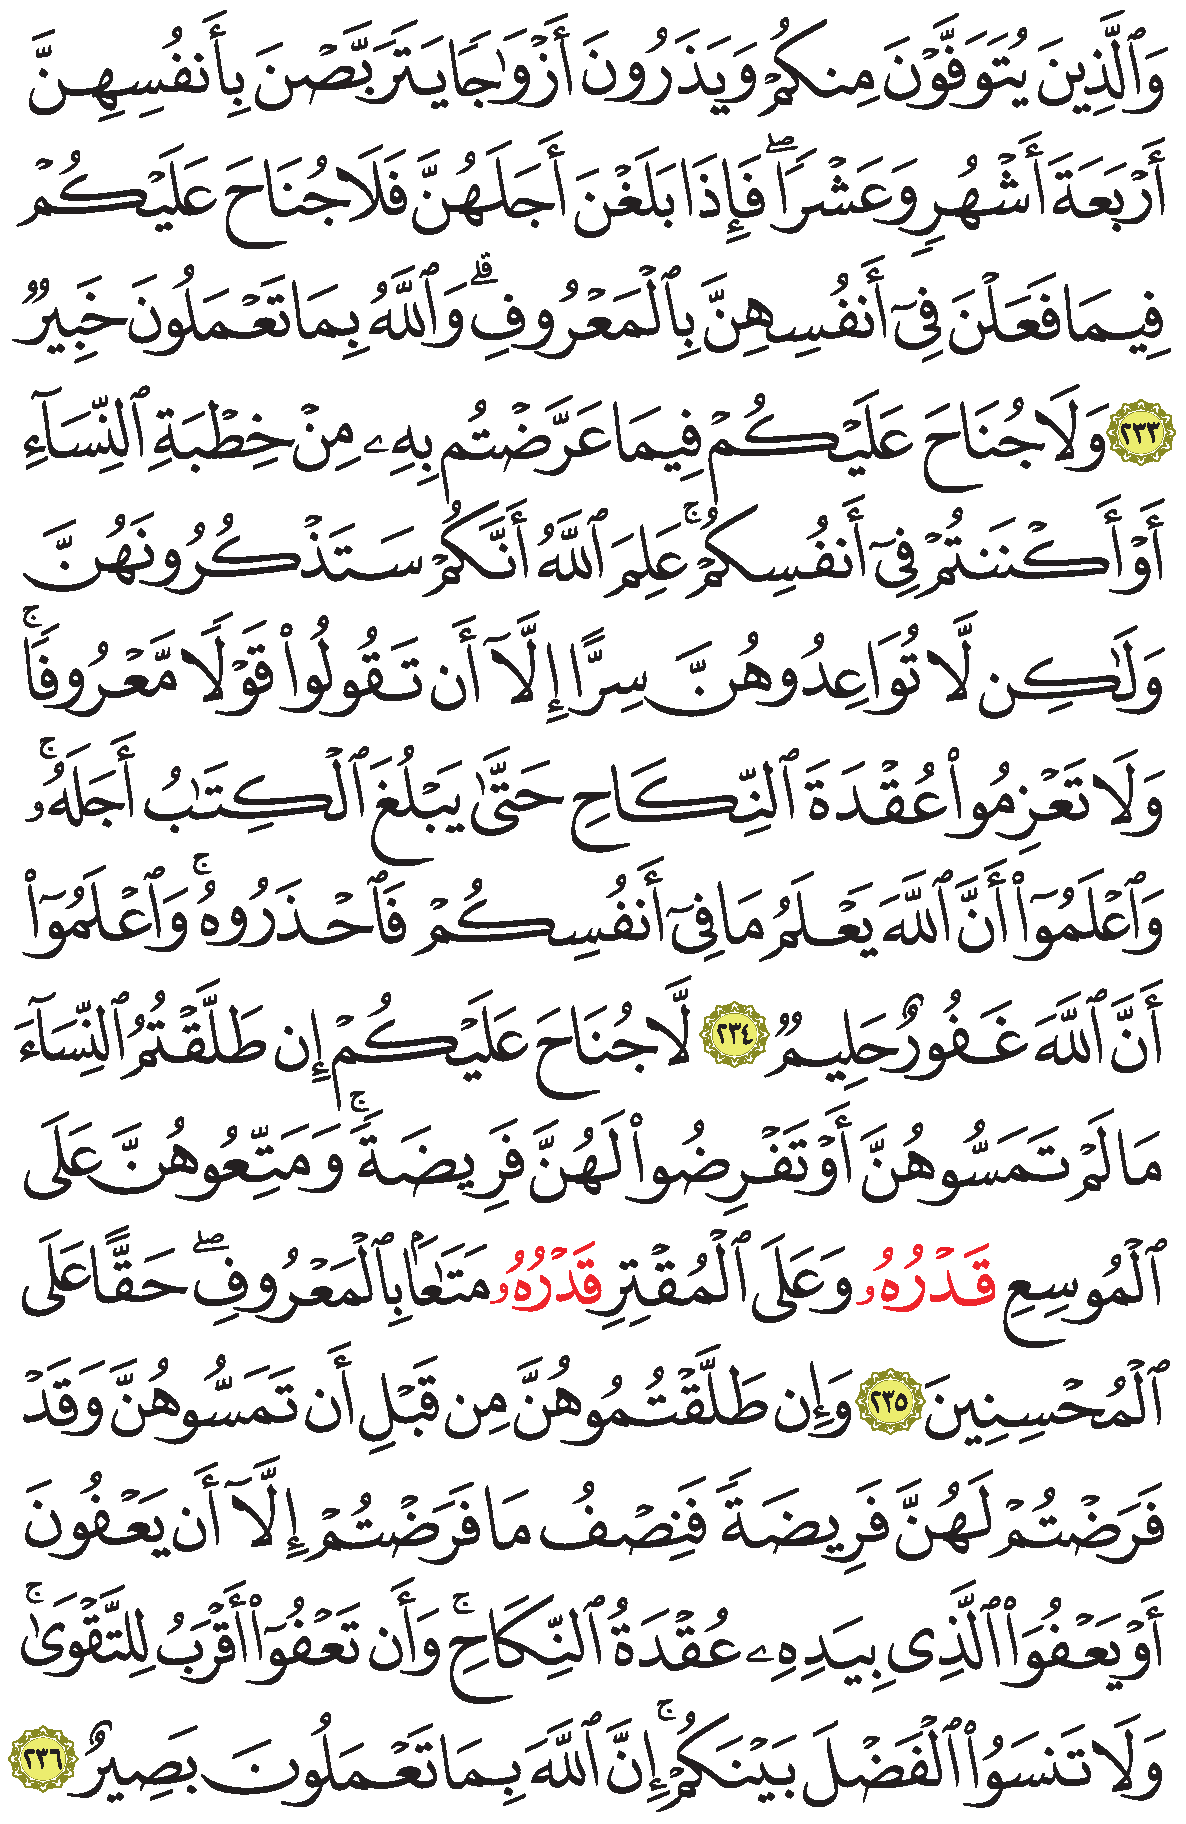 وَٱلَّذِينَ يُتَوَفَّوۡنَ مِنكُمۡ وَيَذَرُونَ أَزۡوَٰجٗا يَتَرَبَّصۡنَ بِأَنفُسِهِنَّ
أَرۡبَعَةَ أَشۡهُرٖ وَعَشۡرٗاۖ فَإِذَا بَلَغۡنَ أَجَلَهُنَّ فَلَا جُنَاحَ عَلَيۡكُمۡ
فِيمَا فَعَلۡنَ فِيٓ أَنفُسِهِنَّ بِٱلۡمَعۡرُوفِۗ وَٱللَّهُ بِمَا تَعۡمَلُونَ خَبِيرٞ
٢٣٣ وَلَا جُنَاحَ عَلَيۡكُمۡ فِيمَا عَرَّضۡتُم بِهِۦ مِنۡ خِطۡبَةِ ٱلنِّسَآءِ
أَوۡ أَكۡنَنتُمۡ فِيٓ أَنفُسِكُمۡۚ عَلِمَ ٱللَّهُ أَنَّكُمۡ سَتَذۡكُرُونَهُنَّ
وَلَٰكِن لَّا تُوَاعِدُوهُنَّ سِرًّا إِلَّآ أَن تَقُولُواْ قَوۡلٗا مَّعۡرُوفٗاۚ
وَلَا تَعۡزِمُواْ عُقۡدَةَ ٱلنِّكَاحِ حَتَّىٰ يَبۡلُغَ ٱلۡكِتَٰبُ أَجَلَهُۥۚ
وَٱعۡلَمُوٓاْ أَنَّ ٱللَّهَ يَعۡلَمُ مَا فِيٓ أَنفُسِكُمۡ فَٱحۡذَرُوهُۚ وَٱعۡلَمُوٓاْ
أَنَّ ٱللَّهَ غَفُورٌ حَلِيمٞ ٢٣٤ لَّا جُنَاحَ عَلَيۡكُمۡ إِن طَلَّقۡتُمُ ٱلنِّسَآءَ
مَا لَمۡ تَمَسُّوهُنَّ أَوۡ تَفۡرِضُواْ لَهُنَّ فَرِيضَةٗۚ وَمَتِّعُوهُنَّ عَلَى
ٱلۡمُوسِعِ قَدۡرُهُۥ وَعَلَى ٱلۡمُقۡتِرِ قَدۡرُهُۥ مَتَٰعَۢا بِٱلۡمَعۡرُوفِۖ حَقًّا عَلَى
ٱلۡمُحۡسِنِينَ ٢٣٥ وَإِن طَلَّقۡتُمُوهُنَّ مِن قَبۡلِ أَن تَمَسُّوهُنَّ وَقَدۡ
فَرَضۡتُمۡ لَهُنَّ فَرِيضَةٗ فَنِصۡفُ مَا فَرَضۡتُمۡ إِلَّآ أَن يَعۡفُونَ
أَوۡ يَعۡفُوَاْ ٱلَّذِي بِيَدِهِۦ عُقۡدَةُ ٱلنِّكَاحِۚ وَأَن تَعۡفُوٓاْ أَقۡرَبُ لِلتَّقۡوَىٰۚ
وَلَا تَنسَوُاْ ٱلۡفَضۡلَ بَيۡنَكُمۡۚ إِنَّ ٱللَّهَ بِمَا تَعۡمَلُونَ بَصِيرٌ ٢٣٦